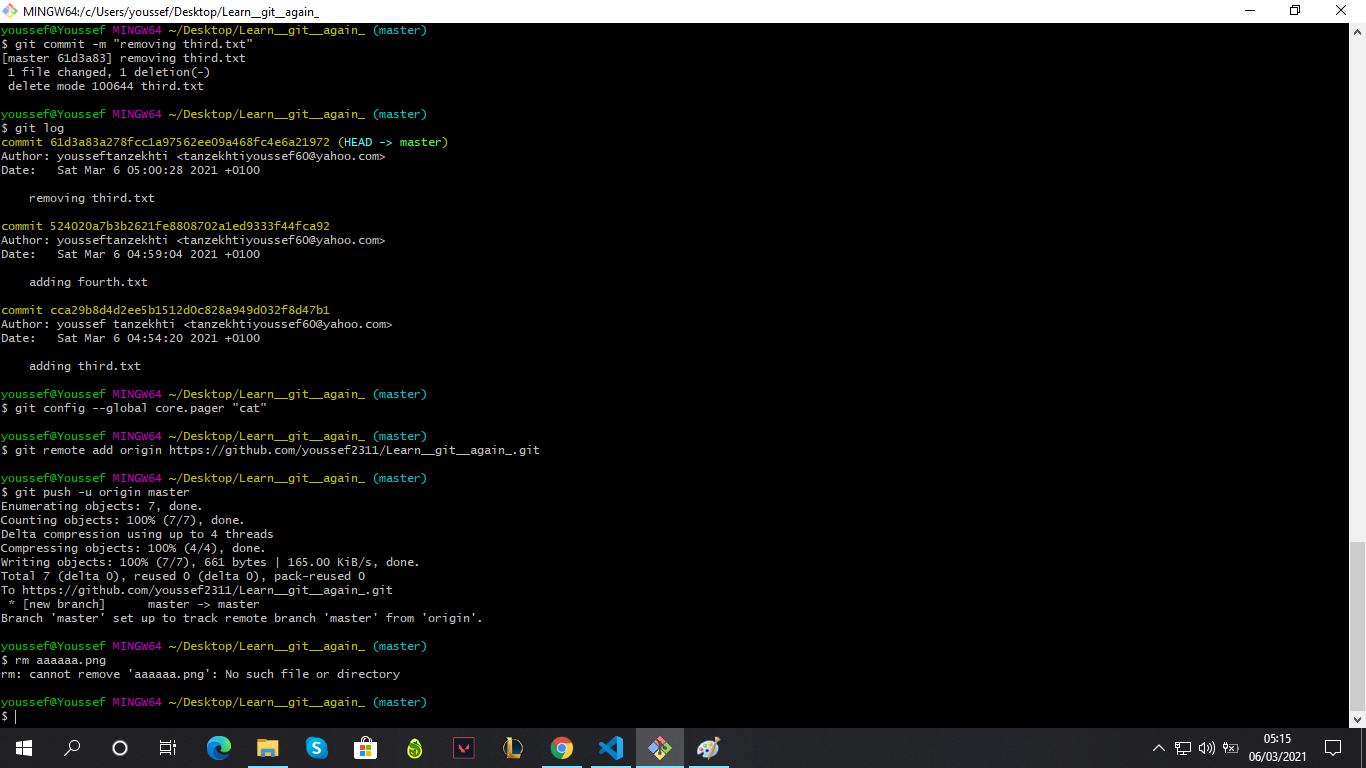 MINGW64:/c/Users/youssef/Desktop/Learn__git__again_
youssef@Youssef MINGW64 ~/Desktop/Learn__git__again_ (master)
$ git commit -m "removing third.txt"
[master 61d3a83] removing third.txt
 1 file changed, 1 deletion(-)
 delete mode 100644 third.txt
youssef@Youssef MINGW64 ~/Desktop/Learn__git__again_ (master)
$ git log
commit 61d3a83a278fcc1a97562ee09a468fc4e6a21972 (HEAD -> master)
Author: yousseftanzekhti <tanzekhtiyoussef60@yahoo.com>
Date:   Sat Mar 6 05:00:28 2021 +0100
    removing third.txt
commit 524020a7b3b2621fe8808702a1ed9333f44fca92
Author: yousseftanzekhti <tanzekhtiyoussef60@yahoo.com>
Date:   Sat Mar 6 04:59:04 2021 +0100
    adding fourth.txt
commit cca29b8d4d2ee5b1512d0c828a949d032f8d47b1
Author: youssef tanzekhti <tanzekhtiyoussef60@yahoo.com>
Date:   Sat Mar 6 04:54:20 2021 +0100
    adding third.txt
youssef@Youssef MINGW64 ~/Desktop/Learn__git__again_ (master)
$ git config --global core.pager "cat"
youssef@Youssef MINGW64 ~/Desktop/Learn__git__again_ (master)
$ git remote add origin https://github.com/youssef2311/Learn__git__again_.git
youssef@Youssef MINGW64 ~/Desktop/Learn__git__again_ (master)
$ git push -u origin master
Enumerating objects: 7, done.
Counting objects: 100% (7/7), done.
Delta compression using up to 4 threads
Compressing objects: 100% (4/4), done.
Writing objects: 100% (7/7), 661 bytes | 165.00 KiB/s, done.
Total 7 (delta 0), reused 0 (delta 0), pack-reused 0
To https://github.com/youssef2311/Learn__git__again_.git
 * [new branch]      master -> master
Branch 'master' set up to track remote branch 'master' from 'origin'.
youssef@Youssef MINGW64 ~/Desktop/Learn__git__again_ (master)
$ rm aaaaaa.png
rm: cannot remove 'aaaaaa.png': No such file or directory
youssef@Youssef MINGW64 ~/Desktop/Learn__git__again_ (master)
$
05:15
06/03/2021